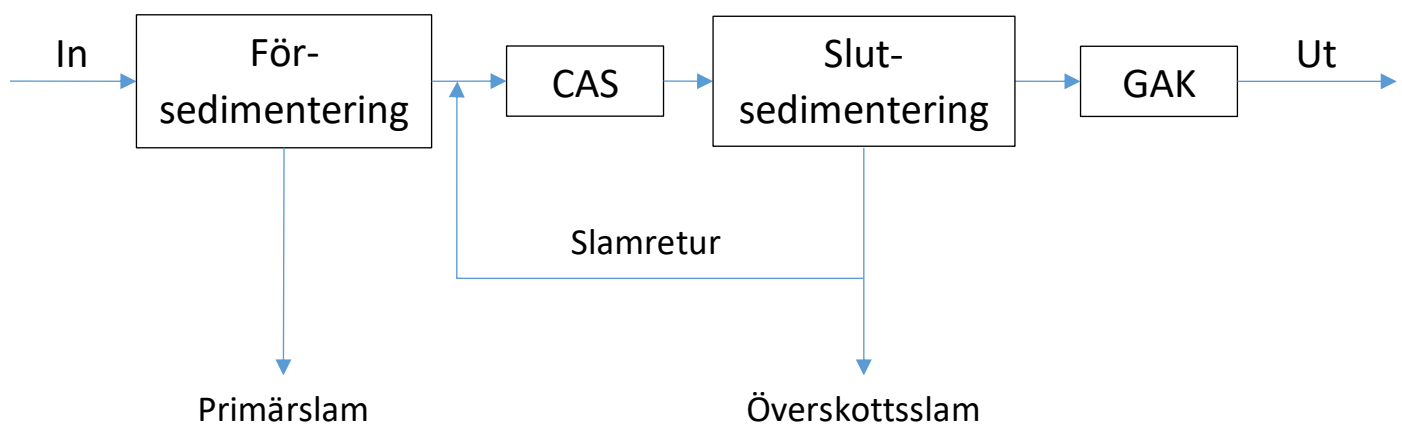 In
För-
sedimentering
CAS
Slut-
sedimentering
GAK
Ut
Slamretur
Primärslam
Överskottsslam